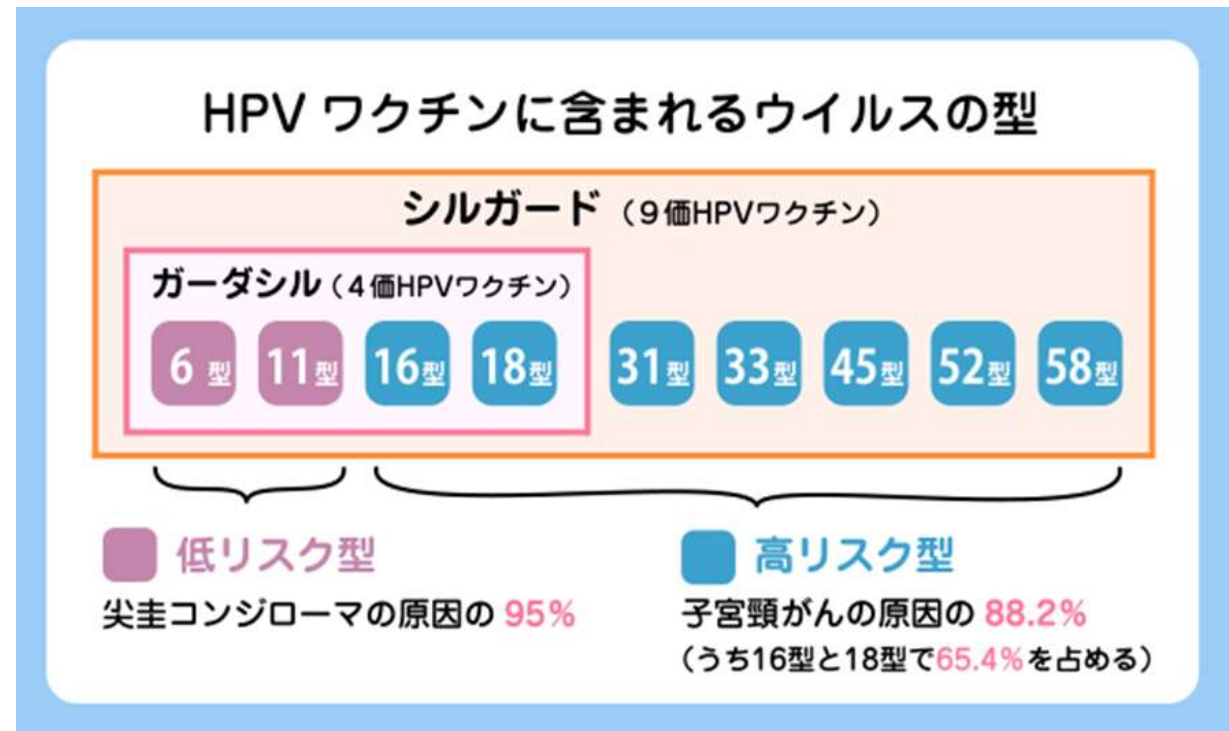 HPV ワクチンに含まれるウイルスの型
シルガード（９価HPVワクチン）
ガーダシル（４価HPVワクチン）
6型 11型 16型 18型 31型 33型 45型 52型 58型
低リスク型
尖圭コンジローマの原因の 95%
高リスク型
子宮頸がんの原因の 88.2%
（うち16型と18型で65.4%を占める）